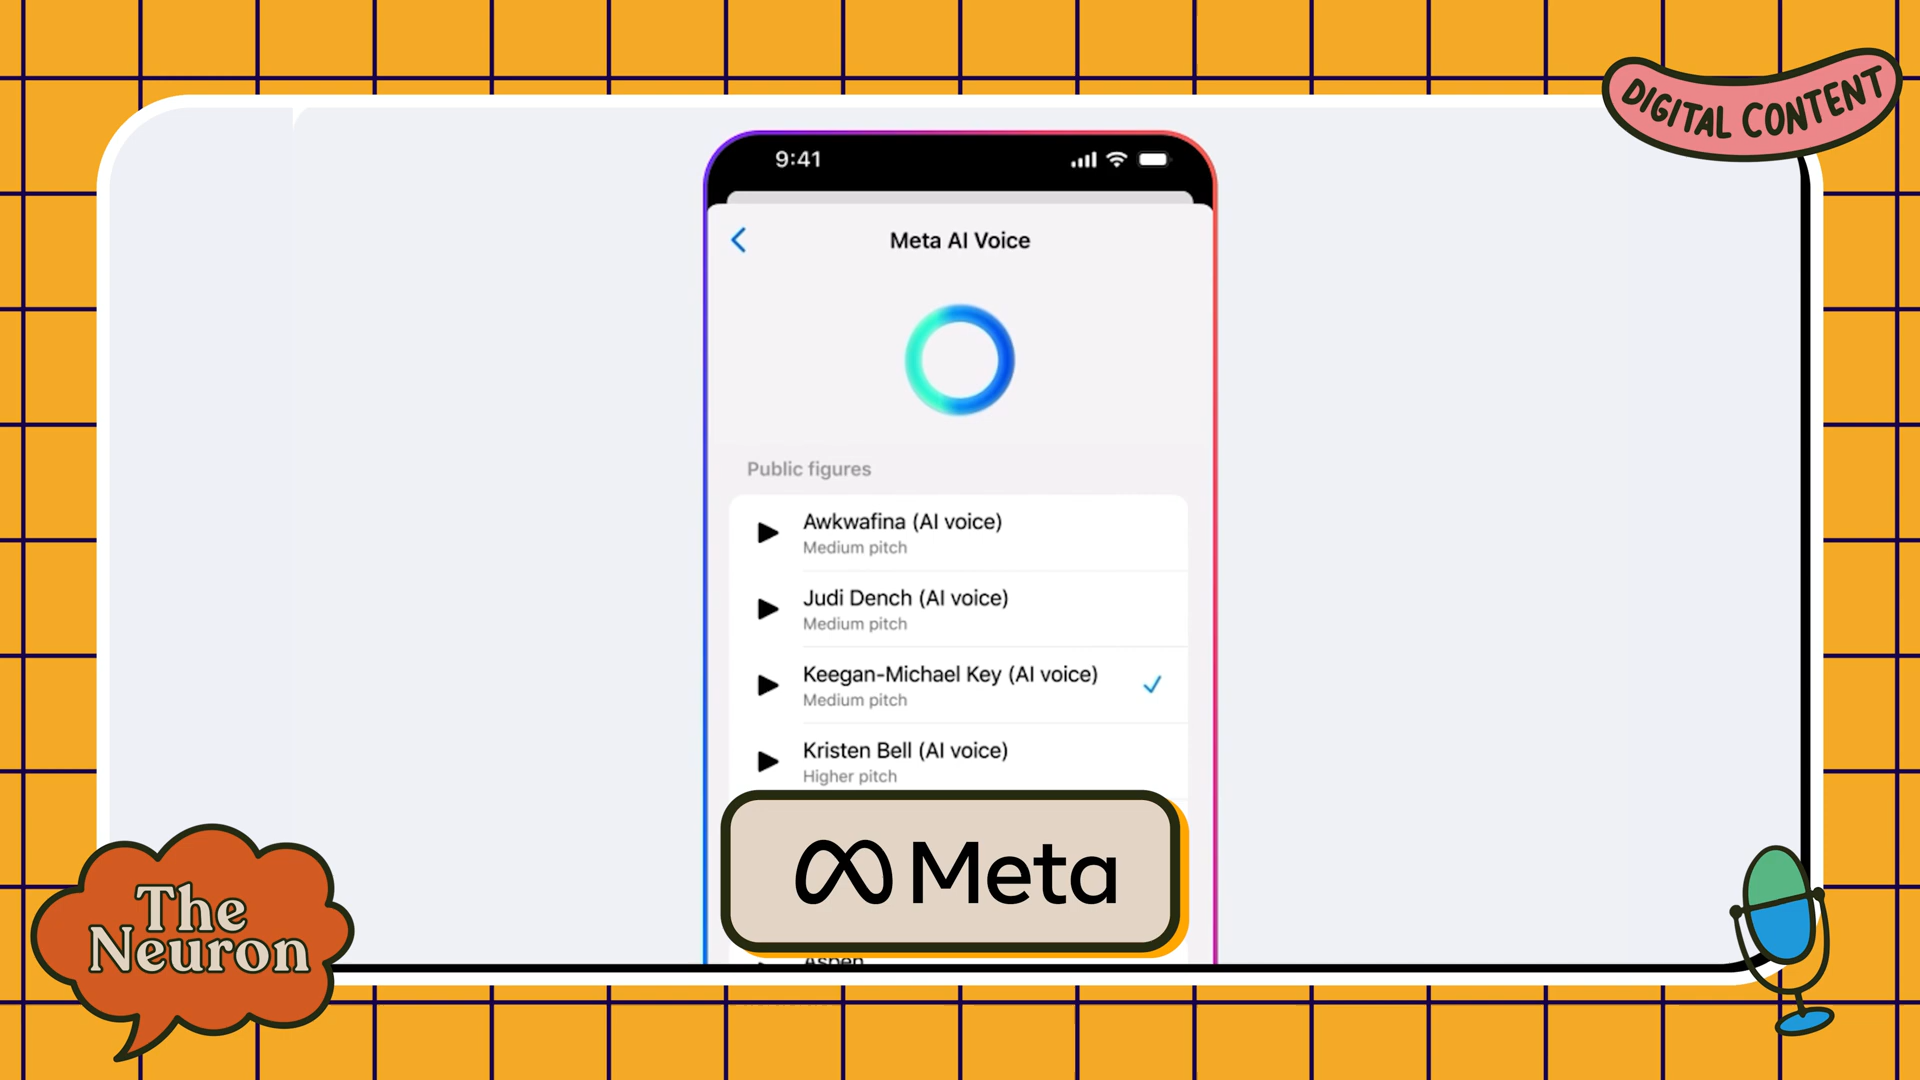 DIGITAL CONTENT
9:41
Meta AI Voice
Public figures
Awkwafina (AI voice)
Medium pitch
Judi Dench (AI voice)
Medium pitch
Keegan-Michael Key (AI voice)
Medium pitch
Kristen Bell (AI voice)
Higher pitch
Meta
Aspen
The
Neuron